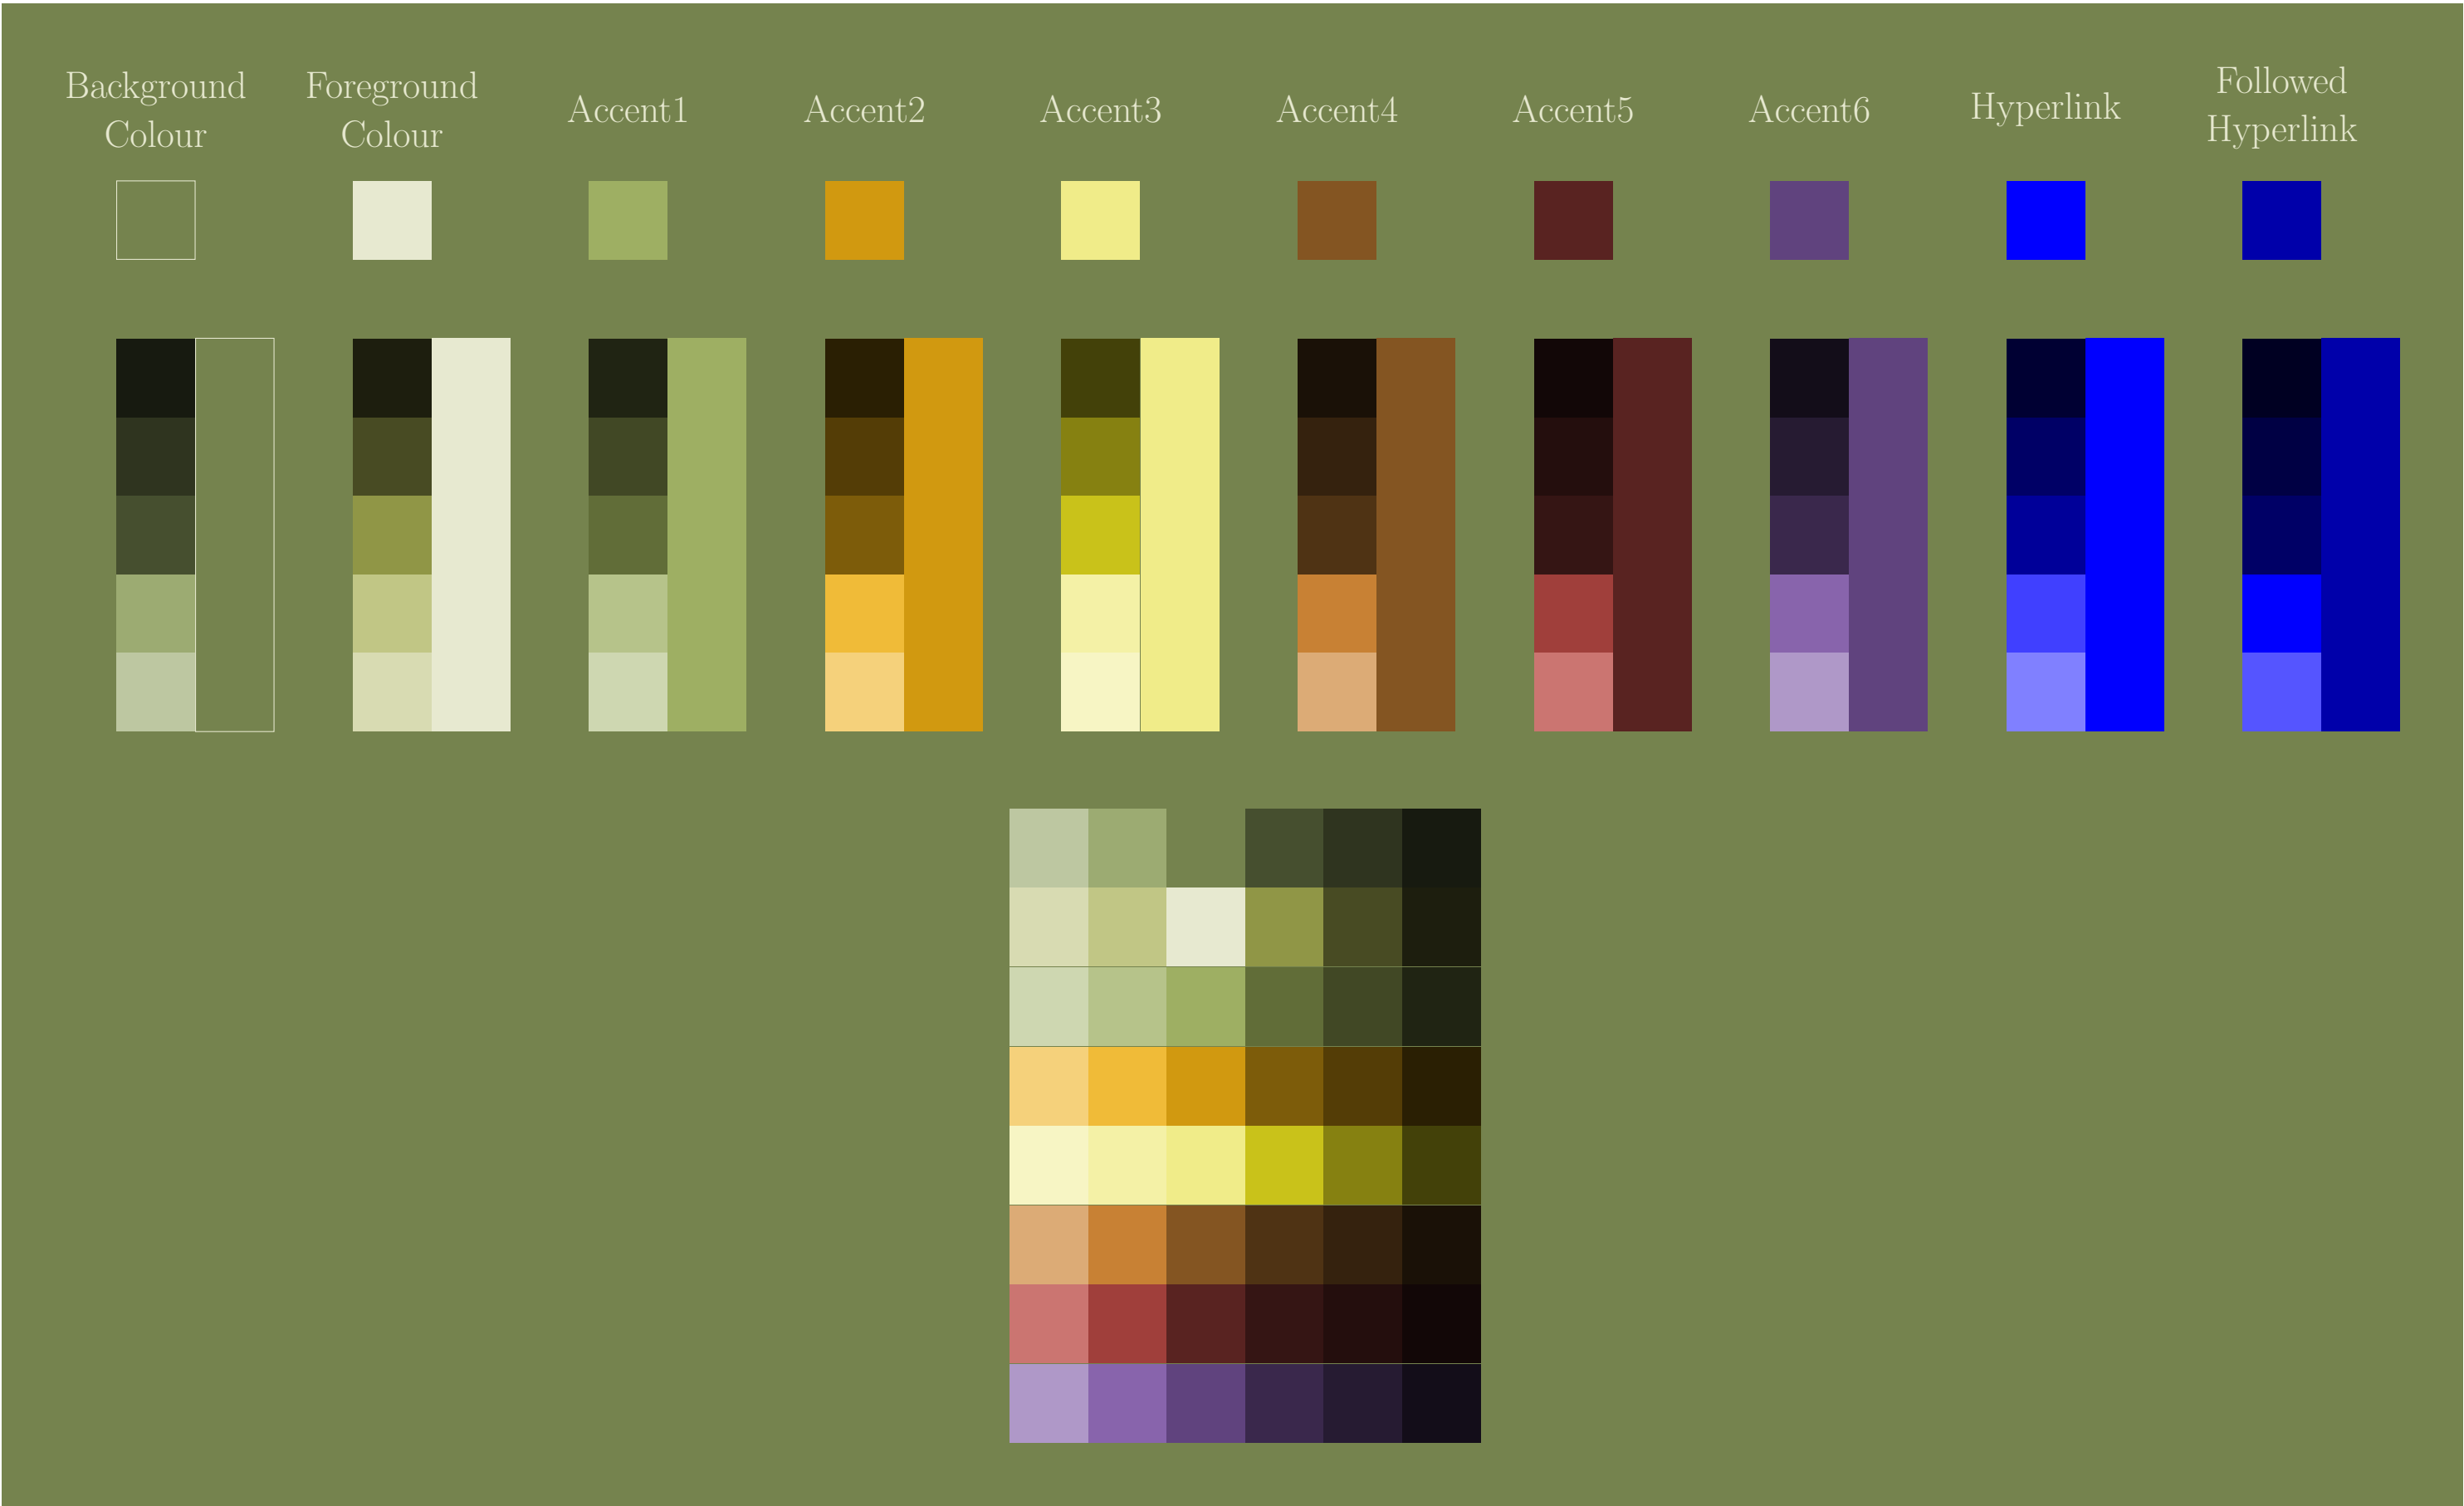 Background
Colour
Foreground
Colour
Accent1
Accent2
Accent3
Accent4
Accent5
Accent6
Hyperlink
Followed
Hyperlink